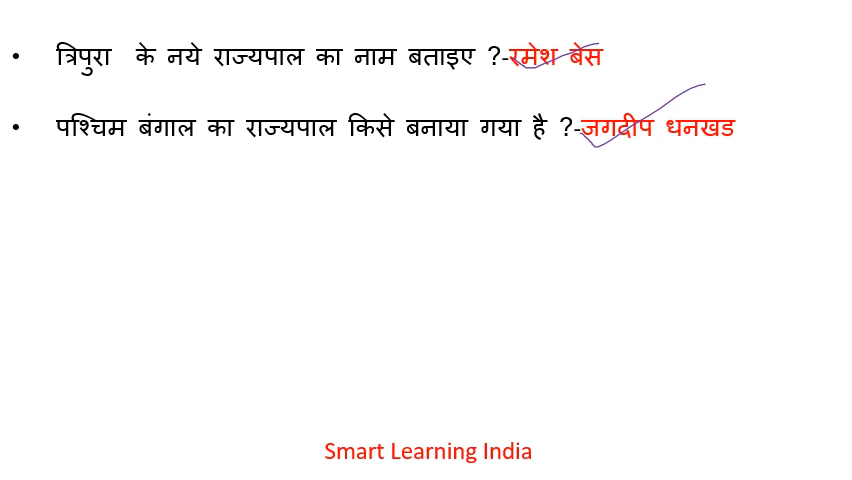 • त्रिपुरा के नये राज्यपाल का नाम बताइए ?-रमेश बेस
• पश्चिम बंगाल का राज्यपाल किसे बनाया गया है ?-जगदीप धनखड
Smart Learning India